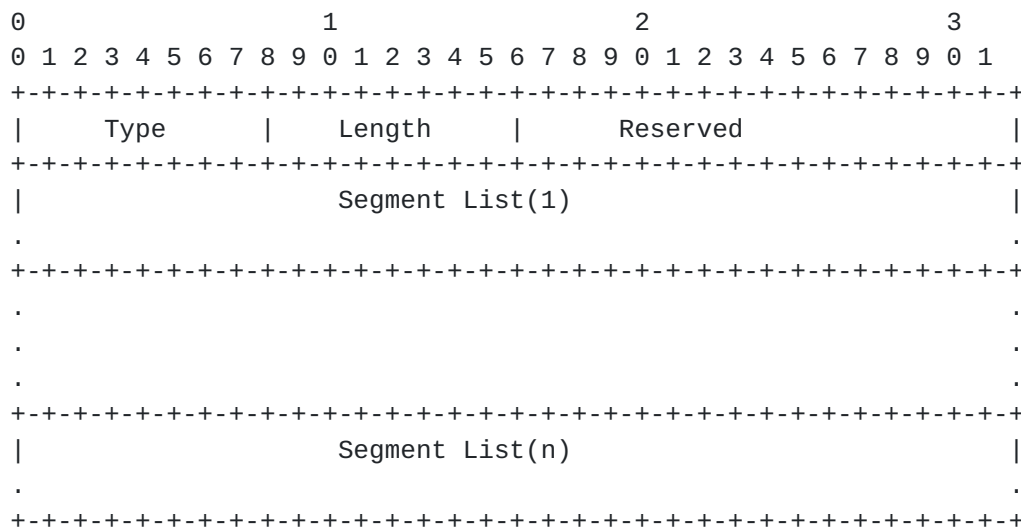 0                   1                   2                   3
0 1 2 3 4 5 6 7 8 9 0 1 2 3 4 5 6 7 8 9 0 1 2 3 4 5 6 7 8 9 0 1
+-+-+-+-+-+-+-+-+-+-+-+-+-+-+-+-+-+-+-+-+-+-+-+-+-+-+-+-+-+-+-+-+
|     Type      |    Length     |      Reserved                 |
+-+-+-+-+-+-+-+-+-+-+-+-+-+-+-+-+-+-+-+-+-+-+-+-+-+-+-+-+-+-+-+-+
|                    Segment List(1)                            |
.                                                               .
+-+-+-+-+-+-+-+-+-+-+-+-+-+-+-+-+-+-+-+-+-+-+-+-+-+-+-+-+-+-+-+-+
.                                                               .
.                                                               .
.                                                               .
+-+-+-+-+-+-+-+-+-+-+-+-+-+-+-+-+-+-+-+-+-+-+-+-+-+-+-+-+-+-+-+-+
|                    Segment List(n)                            |
.                                                               .
+-+-+-+-+-+-+-+-+-+-+-+-+-+-+-+-+-+-+-+-+-+-+-+-+-+-+-+-+-+-+-+-+